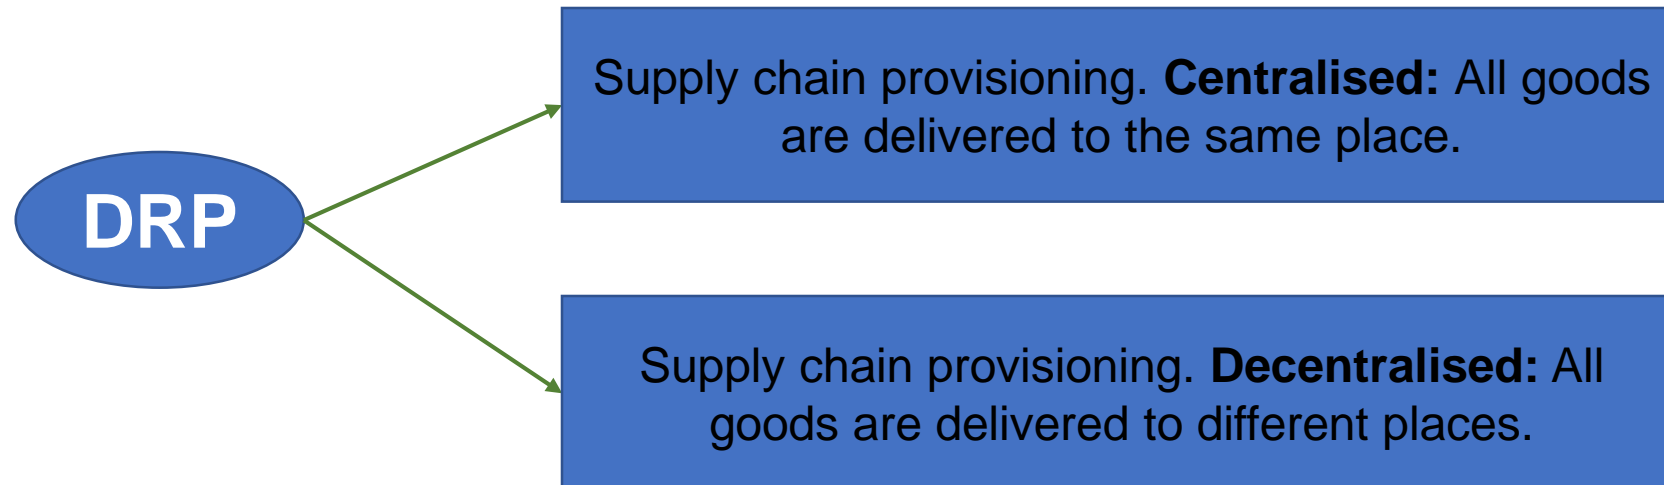 Supply chain provisioning. Centralised: All goods
are delivered to the same place.
DRP
Supply chain provisioning. Decentralised: All
goods are delivered to different places.